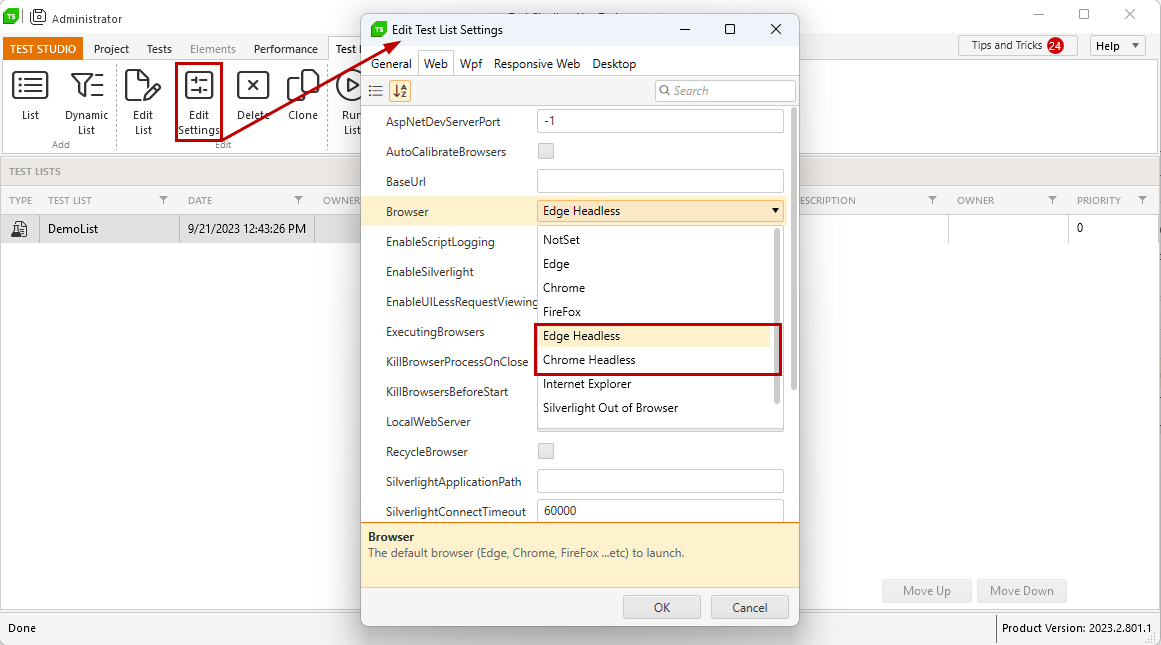 TS
Administrator
TEST STUDIO
Project
Tests
Elements
Performance
Test
Tips and Tricks 24
Help
List
Dynamic
List
Add
Edit
List
Edit
Settings
Delete
Clone
Run
List
Edit
TEST LISTS
TYPE
TEST LIST
DATE
OWNER
ESCRIPTION
OWNER
PRIORITY
DemoList
9/21/2023 12:43:26 PM
0
TS
Edit Test List Settings
General
Web
Wpf
Responsive Web
Desktop
Search
AspNetDevServerPort
-1
AutoCalibrateBrowsers
BaseUrl
Browser
Edge Headless
EnableScriptLogging
EnableSilverlight
EnableUILessRequestViewing
ExecutingBrowsers
KillBrowserProcessOnClose
KillBrowsersBeforeStart
LocalWebServer
NotSet
Edge
Chrome
FireFox
Edge Headless
Chrome Headless
Internet Explorer
Silverlight Out of Browser
RecycleBrowser
SilverlightApplicationPath
SilverlightConnectTimeout
60000
Browser
The default browser (Edge, Chrome, FireFox ...etc) to launch.
OK
Cancel
Move Up
Move Down
Done
Product Version: 2023.2.801.1